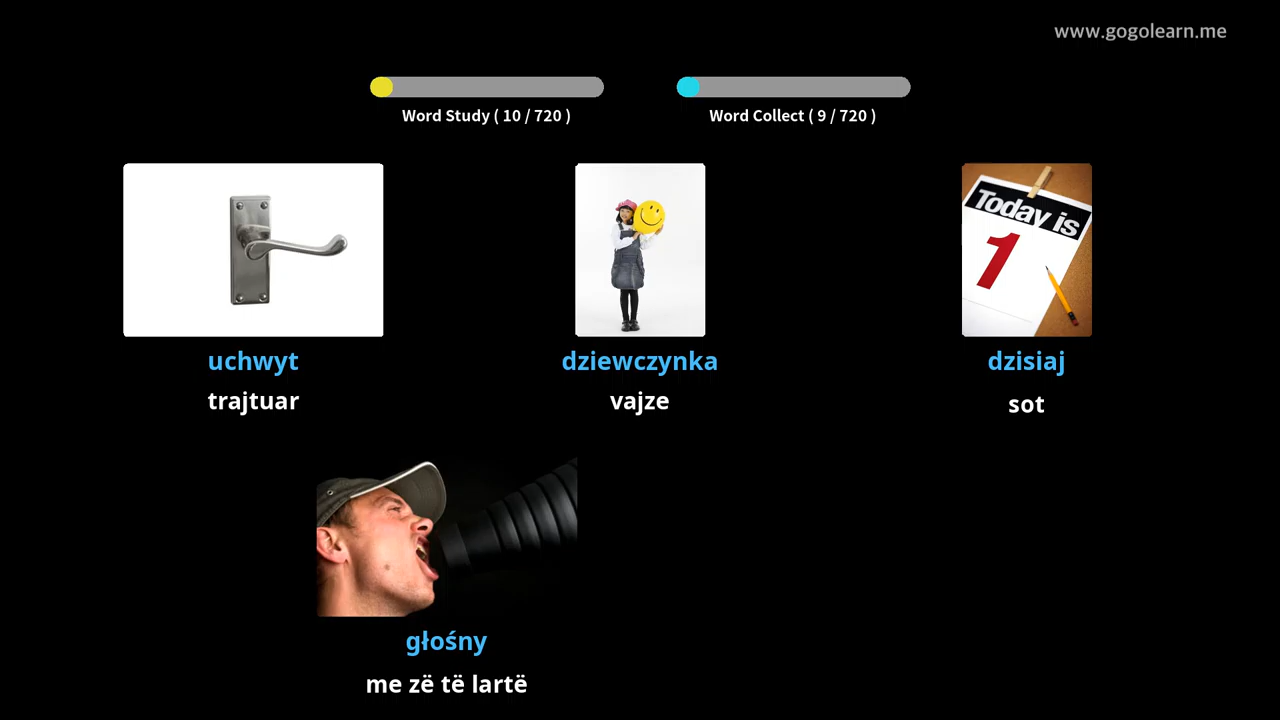 www.gogolearn.me
Word Study ( 10 / 720 )
Word Collect ( 9 / 720 )
Today is
1
uchwyt
trajtuar
dziewczynka
vajze
dzisiaj
sot
głośny
me zë të lartë